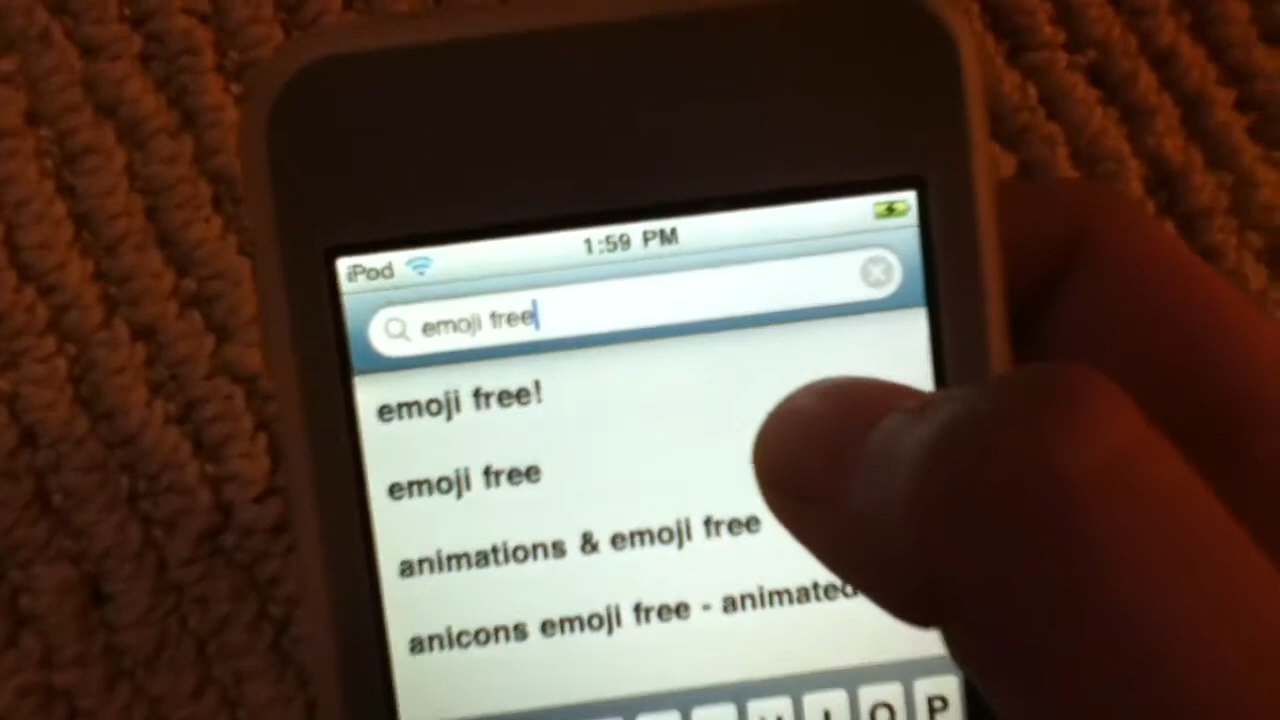 iPod 1:59 PM
emoji free
emoji free!
emoji free
animations & emoji free
anicons emoji free - animated
I O P